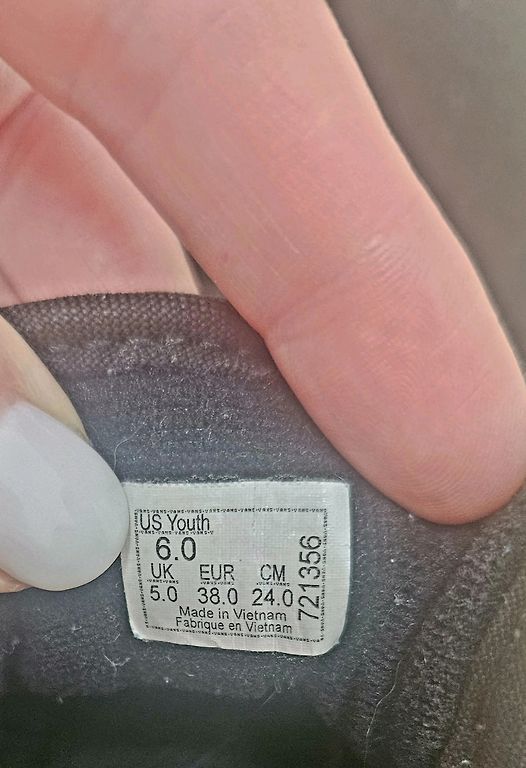 US Youth
6.0
UK EUR CM
5.0 38.0 24.0
Made in Vietnam
Fabrique en Vietnam
721356